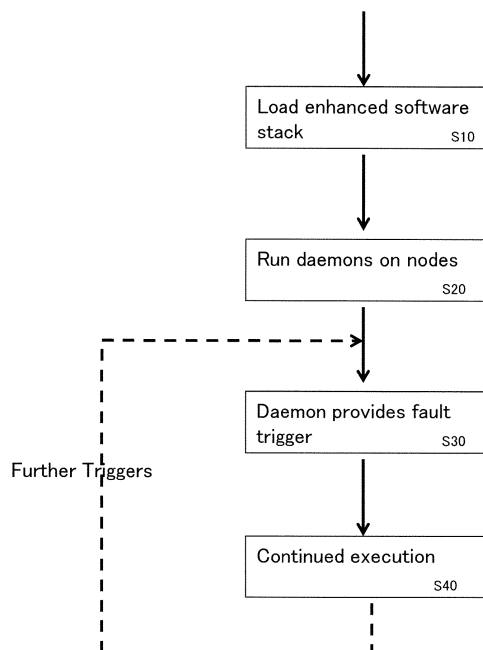 Load enhanced software
stack
S10
Run daemons on nodes
S20
Daemon provides fault
trigger
S30
Further Triggers
Continued execution
S40